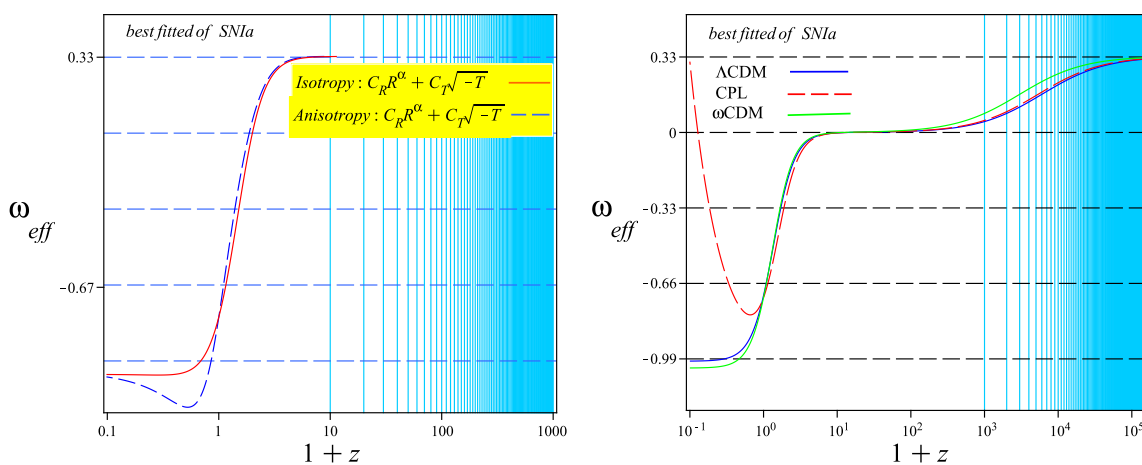 best fitted of SNIa
0.33
Isotropy : C_R R^α + C_T √-T
Anisotropy : C_R R^α + C_T √-T
ω_eff
-0.67
0.1
1
10
100
1000
1 + z
best fitted of SNIa
0.33
ΛCDM
CPL
ωCDM
0
-0.33
ω_eff
-0.66
-0.99
10^-1
10^0
10^1
10^2
10^3
10^4
10^5
1 + z